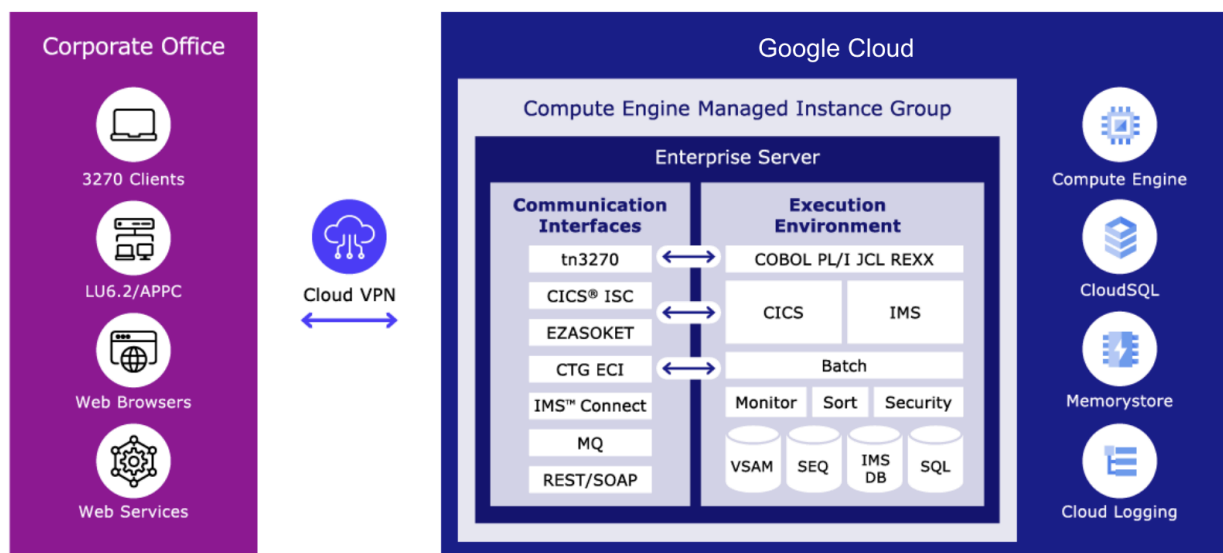 Corporate Office
3270 Clients
LU6.2/APPC
Web Browsers
Web Services
Cloud VPN
Google Cloud
Compute Engine Managed Instance Group
Enterprise Server
Communication
Interfaces
tn3270
CICS® ISC
EZASOKET
CTG ECI
IMS™ Connect
MQ
REST/SOAP
Execution
Environment
COBOL PL/I JCL REXX
CICS
IMS
Batch
Monitor
Sort
Security
VSAM
SEQ
IMS
DB
SQL
Compute Engine
CloudSQL
Memorystore
Cloud Logging